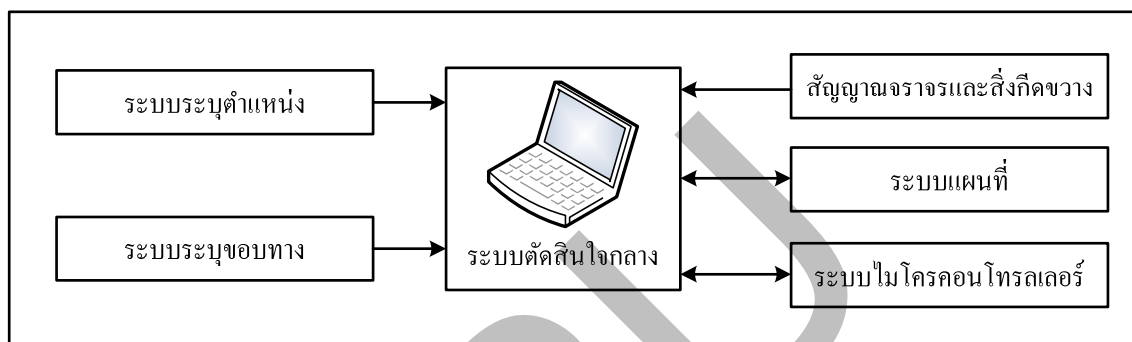 ระบบระบุตำแหน่ง
ระบบระบุขอบทาง
ระบบตัดสินใจกลาง
สัญญาณจราจรและสิ่งกีดขวาง
ระบบแผนที่
ระบบไมโครคอนโทรลเลอร์